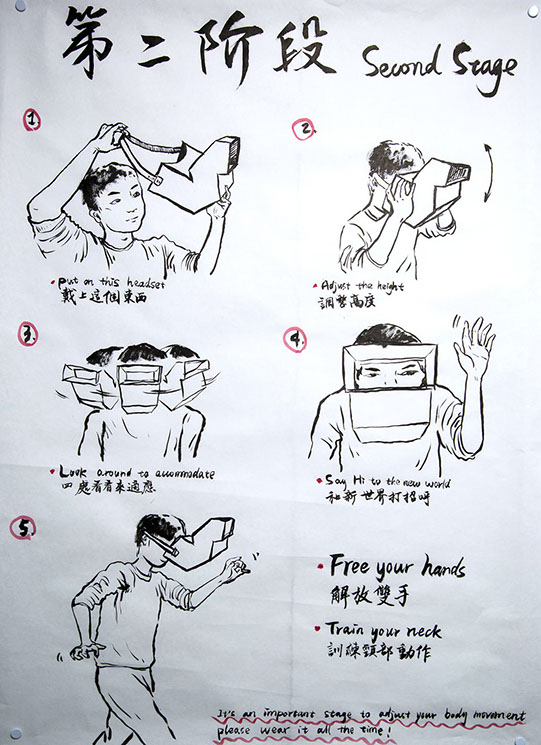 第二阶段 Second Stage
1.
Put on this headset
戴上這個東西
2.
Adjust the height
調整高度
3.
Look around to accommodate
四處看看來適應
4.
Say Hi to the new world
和新世界打招呼
5.
Free your hands
解放雙手
Train your neck
訓練頸部動作
It's an important stage to adjust your body movement
please wear it all the time!